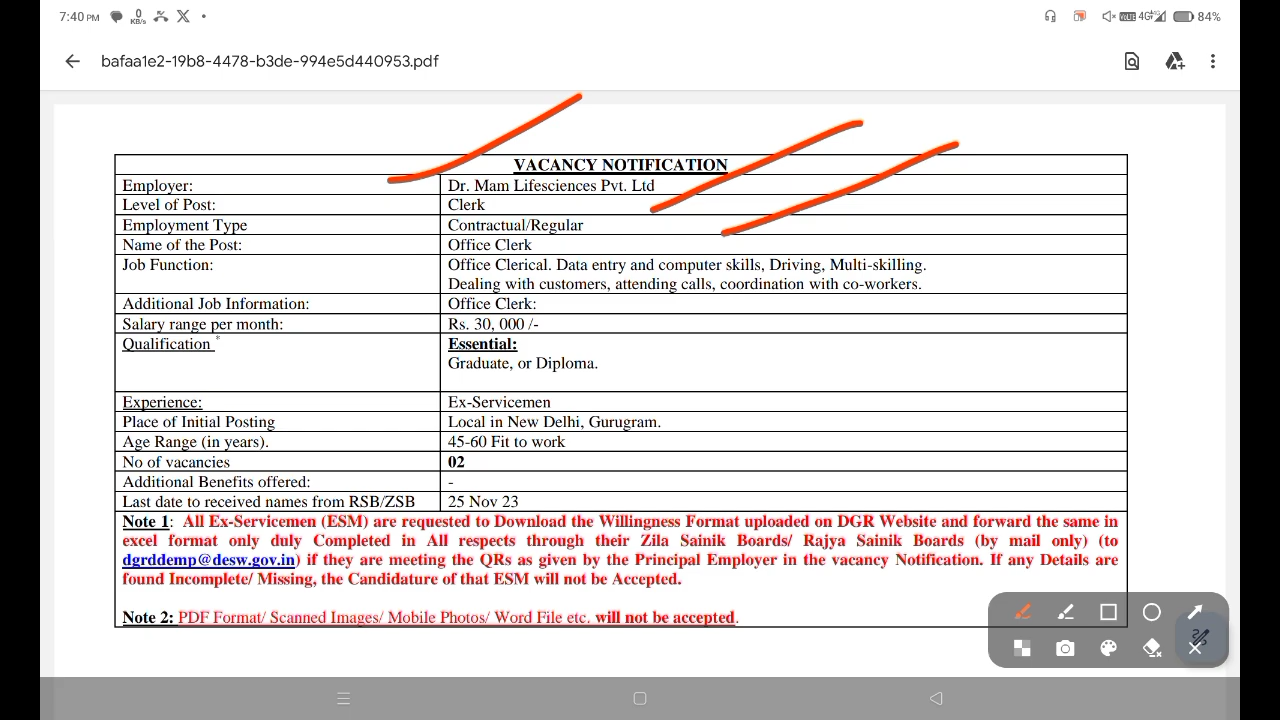 7:40 PM 0 KB/s X • VoLTE 4G 84%
bafaa1e2-19b8-4478-b3de-994e5d440953.pdf
VACANCY NOTIFICATION
Employer: Dr. Mam Lifesciences Pvt. Ltd
Level of Post: Clerk
Employment Type Contractual/Regular
Name of the Post: Office Clerk
Job Function: Office Clerical. Data entry and computer skills, Driving, Multi-skilling.
Dealing with customers, attending calls, coordination with co-workers.
Additional Job Information: Office Clerk:
Salary range per month: Rs. 30, 000 /-
Qualification * Essential:
Graduate, or Diploma.
Experience: Ex-Servicemen
Place of Initial Posting Local in New Delhi, Gurugram.
Age Range (in years). 45-60 Fit to work
No of vacancies 02
Additional Benefits offered: -
Last date to received names from RSB/ZSB 25 Nov 23
Note 1: All Ex-Servicemen (ESM) are requested to Download the Willingness Format uploaded on DGR Website and forward the same in
excel format only duly Completed in All respects through their Zila Sainik Boards/ Rajya Sainik Boards (by mail only) (to
dgrddemp@desw.gov.in) if they are meeting the QRs as given by the Principal Employer in the vacancy Notification. If any Details are
found Incomplete/ Missing, the Candidature of that ESM will not be Accepted.
Note 2: PDF Format/ Scanned Images/ Mobile Photos/ Word File etc. will not be accepted.